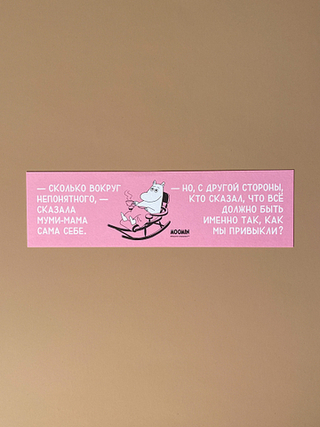 — СКОЛЬКО ВОКРУГ
НЕПОНЯТНОГО, —
СКАЗАЛА
МУМИ-МАМА
САМА СЕБЕ.
— НО, С ДРУГОЙ СТОРОНЫ,
КТО СКАЗАЛ, ЧТО ВСЁ
ДОЛЖНО БЫТЬ
ИМЕННО ТАК, КАК
МЫ ПРИВЫКЛИ?
MOOMIN